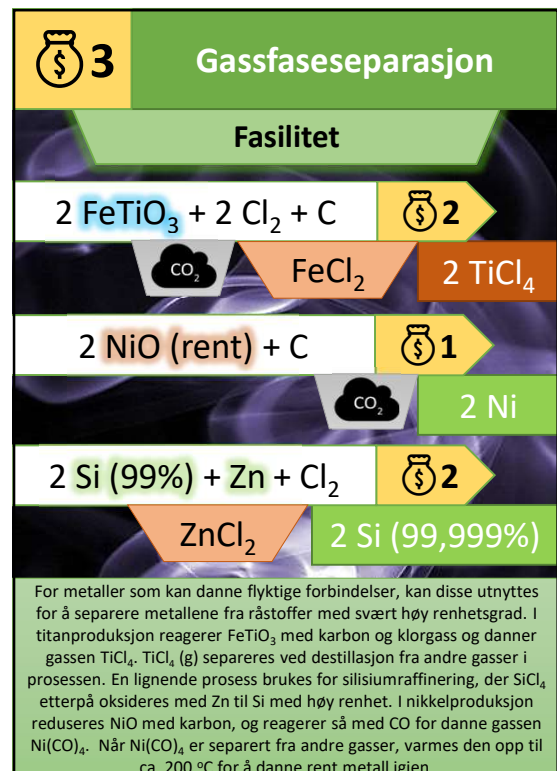 $ 3 Gassfaseseparasjon
Fasilitet
2 FeTiO₃ + 2 Cl₂ + C $ 2
CO₂ FeCl₂ 2 TiCl₄
2 NiO (rent) + C $ 1
CO₂ 2 Ni
2 Si (99%) + Zn + Cl₂ $ 2
ZnCl₂ 2 Si (99,999%)
For metaller som kan danne flyktige forbindelser, kan disse utnyttes
for å separere metallene fra råstoffer med svært høy renhetsgrad. I
titanproduksjon reagerer FeTiO₃ med karbon og klorgass og danner
gassen TiCl₄. TiCl₄ (g) separeres ved destillasjon fra andre gasser i
prosessen. En lignende prosess brukes for silisiumraffinering, der SiCl₄
etterpå oksideres med Zn til Si med høy renhet. I nikkelproduksjon
reduseres NiO med karbon, og reagerer så med CO for danne gassen
Ni(CO)₄. Når Ni(CO)₄ er separert fra andre gasser, varmes den opp til
ca. 200 °C for å danne rent metall igjen